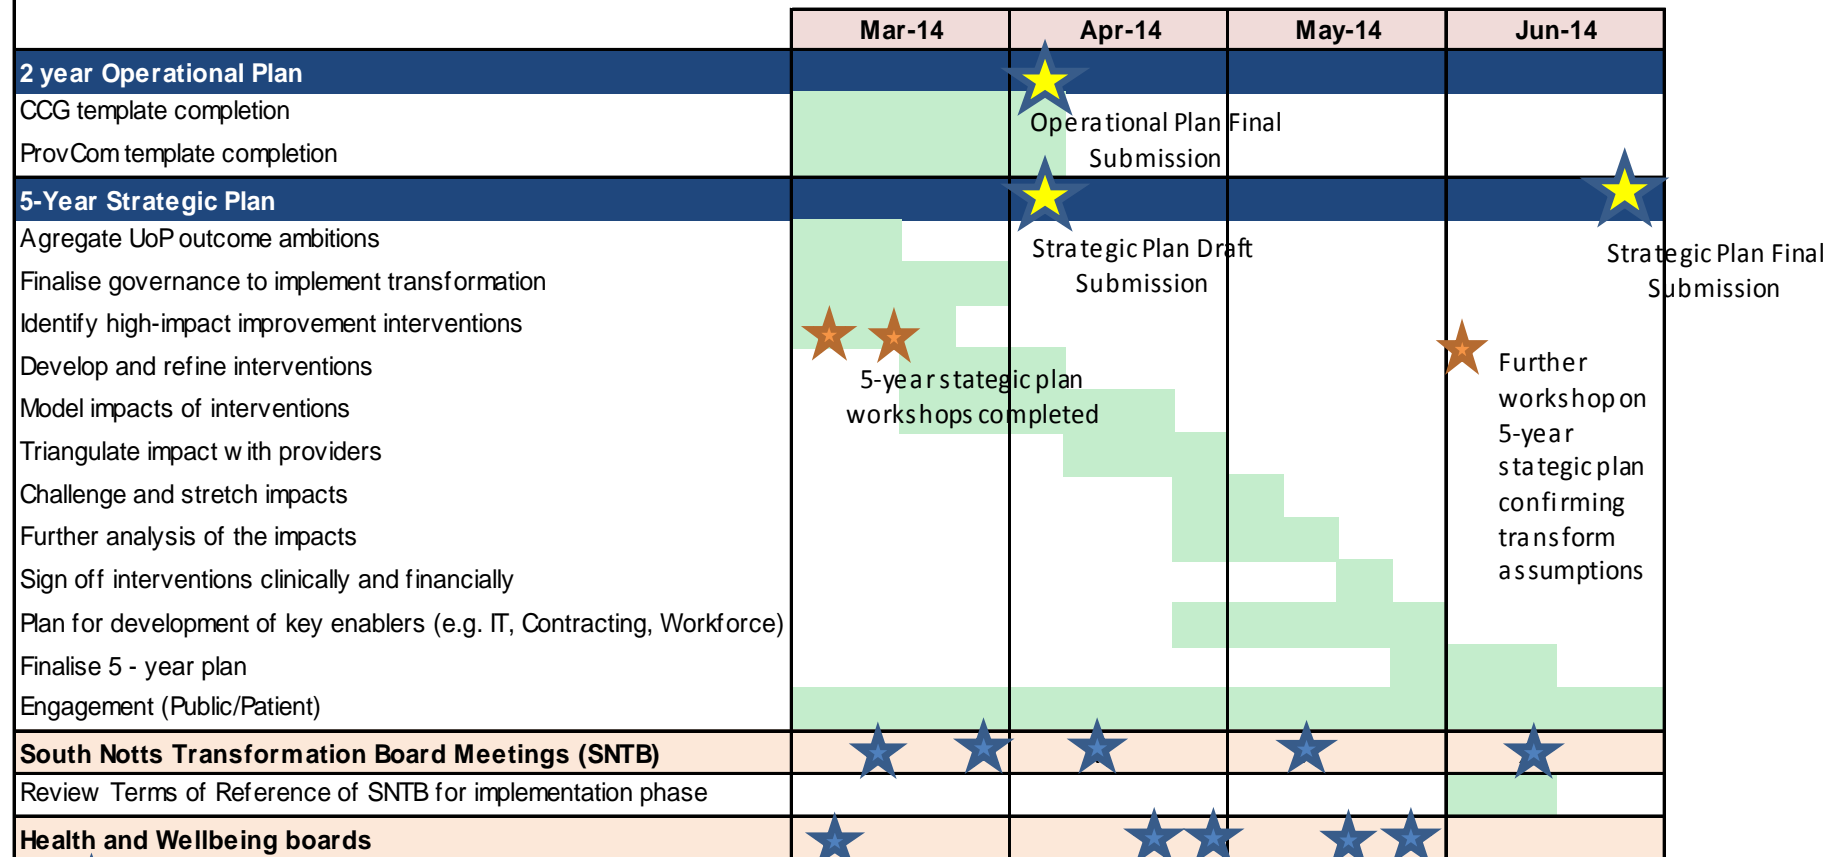 Mar-14 Apr-14 May-14 Jun-14
2 year Operational Plan
CCG template completion
Operational Plan Final
Submission
ProvCom template completion
5-Year Strategic Plan
Agregate UoP outcome ambitions
Strategic Plan Draft
Submission
Strategic Plan Final
Submission
Finalise governance to implement transformation
Identify high-impact improvement interventions
Develop and refine interventions
5-year stategic plan
workshops completed
Further
workshop on
5-year
stategic plan
confirming
transform
assumptions
Model impacts of interventions
Triangulate impact with providers
Challenge and stretch impacts
Further analysis of the impacts
Sign off interventions clinically and financially
Plan for development of key enablers (e.g. IT, Contracting, Workforce)
Finalise 5 - year plan
Engagement (Public/Patient)
South Notts Transformation Board Meetings (SNTB)
Review Terms of Reference of SNTB for implementation phase
Health and Wellbeing boards